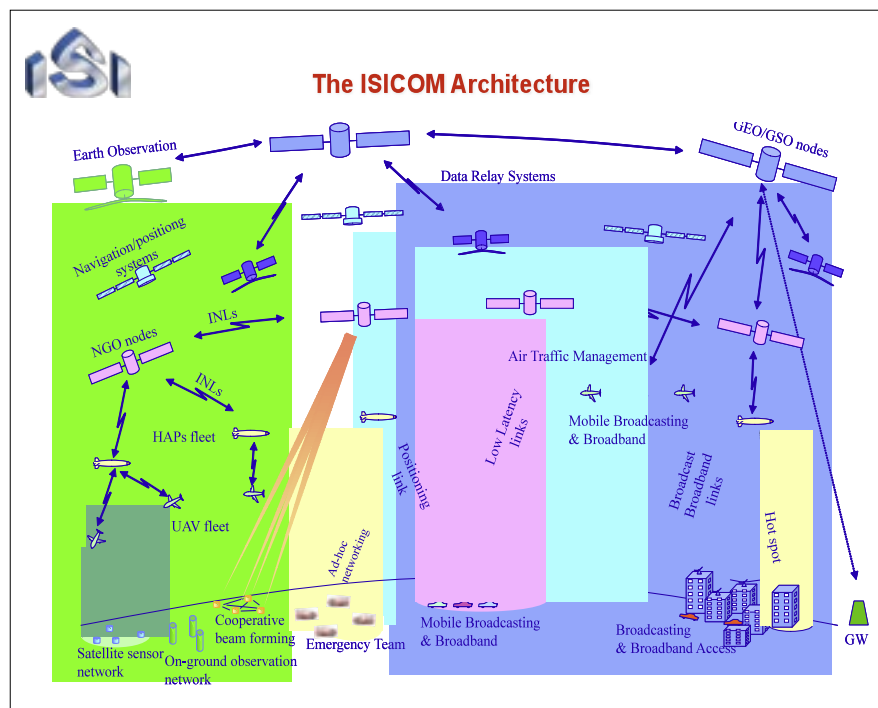 ISI
The ISICOM Architecture
GEO/GSO nodes
Earth Observation
Data Relay Systems
Navigation/positiong
systems
INLs
NGO nodes
INLs
Air Traffic Management
HAPs fleet
Mobile Broadcasting
& Broadband
Low Latency
links
Positioning
link
Broadcast
Broadband
links
UAV fleet
Hot spot
Ad-hoc
networking
Cooperative
beam forming
Mobile Broadcasting
& Broadband
Broadcasting
& Broadband Access
GW
Emergency Team
Satellite sensor
network
On-ground observation
network